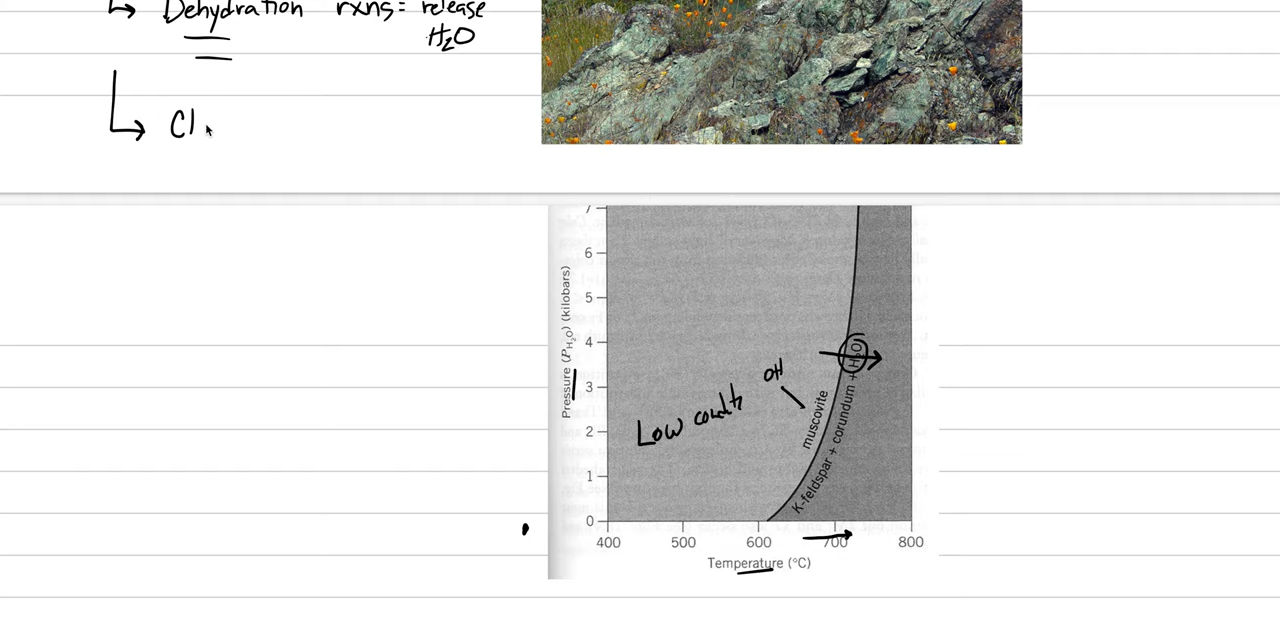 Dehydration rxns = release
H₂O
Cl
7
6
5
4
3
2
1
0
Pressure (P_H₂O) (kilobars)
OH
Low
muscovite
K-feldspar + corundum + H₂O
400 500 600 700 800
Temperature (°C)